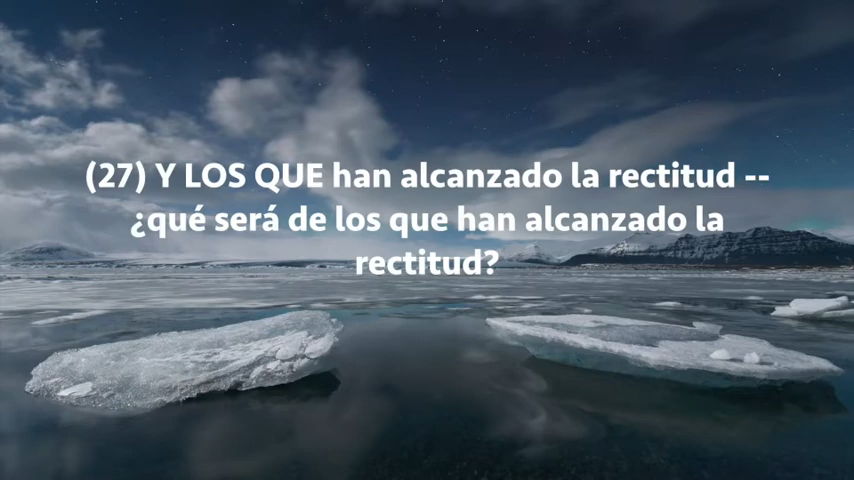 (27) Y LOS QUE han alcanzado la rectitud --
¿qué será de los que han alcanzado la
rectitud?